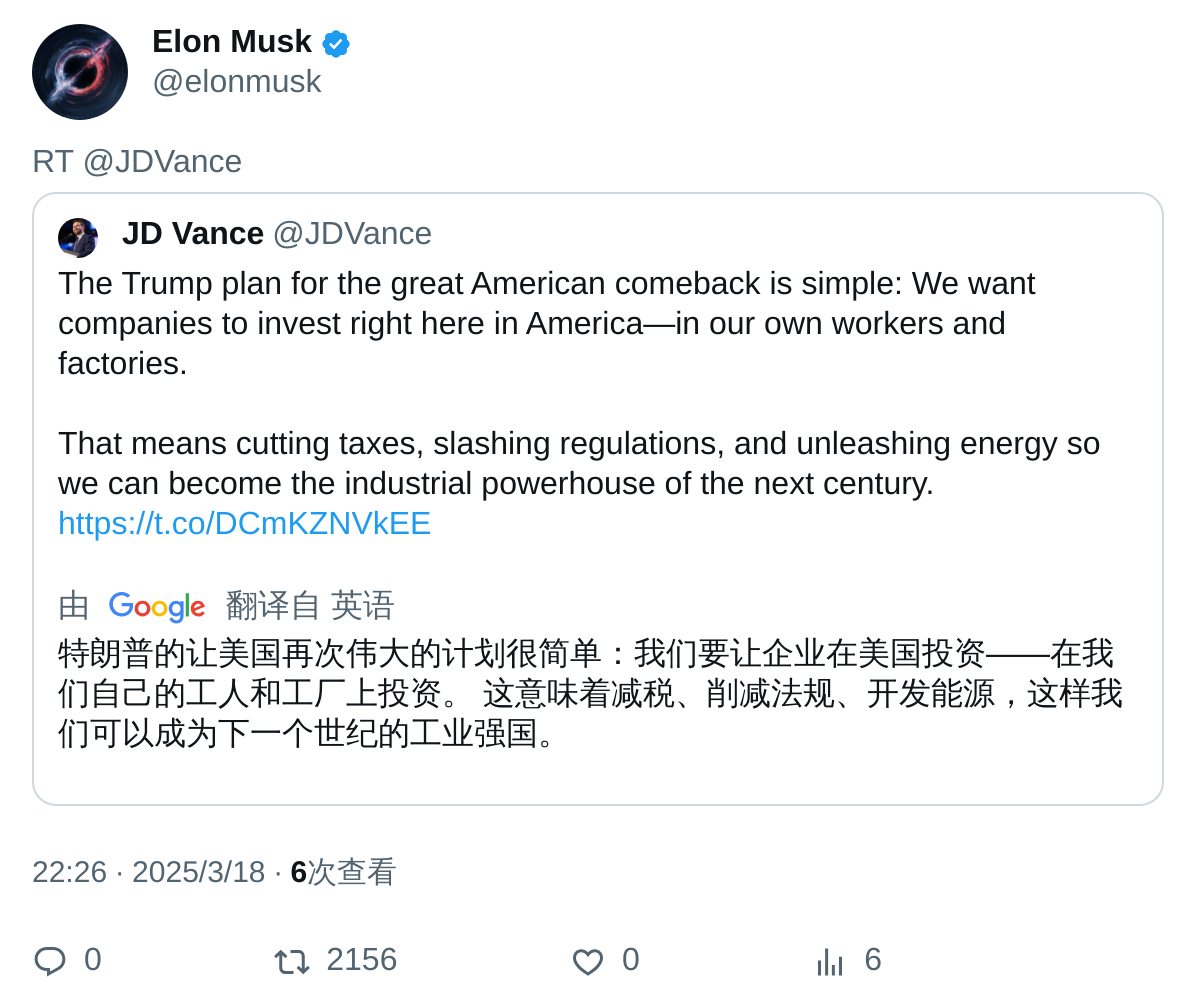 Elon Musk
@elonmusk
RT @JDVance
JD Vance @JDVance
The Trump plan for the great American comeback is simple: We want
companies to invest right here in America—in our own workers and
factories.
That means cutting taxes, slashing regulations, and unleashing energy so
we can become the industrial powerhouse of the next century.
https://t.co/DCmKZNVkEE
由 Google 翻译自 英语
特朗普的让美国再次伟大的计划很简单：我们要让企业在美国投资——在我
们自己的工人和工厂上投资。 这意味着减税、削减法规、开发能源，这样我
们可以成为下一个世纪的工业强国。
22:26 · 2025/3/18 · 6次查看
0 2156 0 6